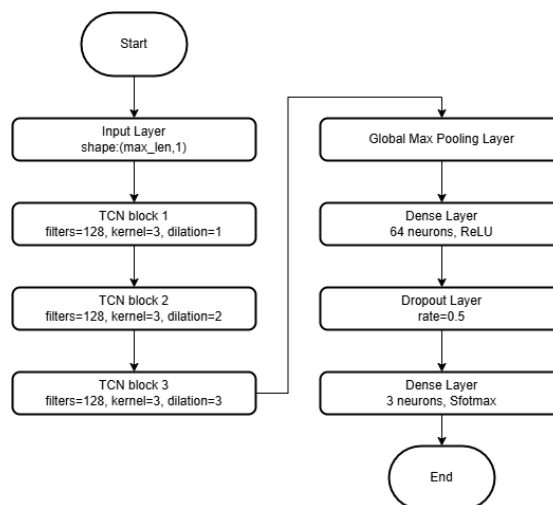 Start
Input Layer
shape:(max_len,1)
TCN block 1
filters=128, kernel=3, dilation=1
TCN block 2
filters=128, kernel=3, dilation=2
TCN block 3
filters=128, kernel=3, dilation=3
Global Max Pooling Layer
Dense Layer
64 neurons, ReLU
Dropout Layer
rate=0.5
Dense Layer
3 neurons, Sfotmax
End